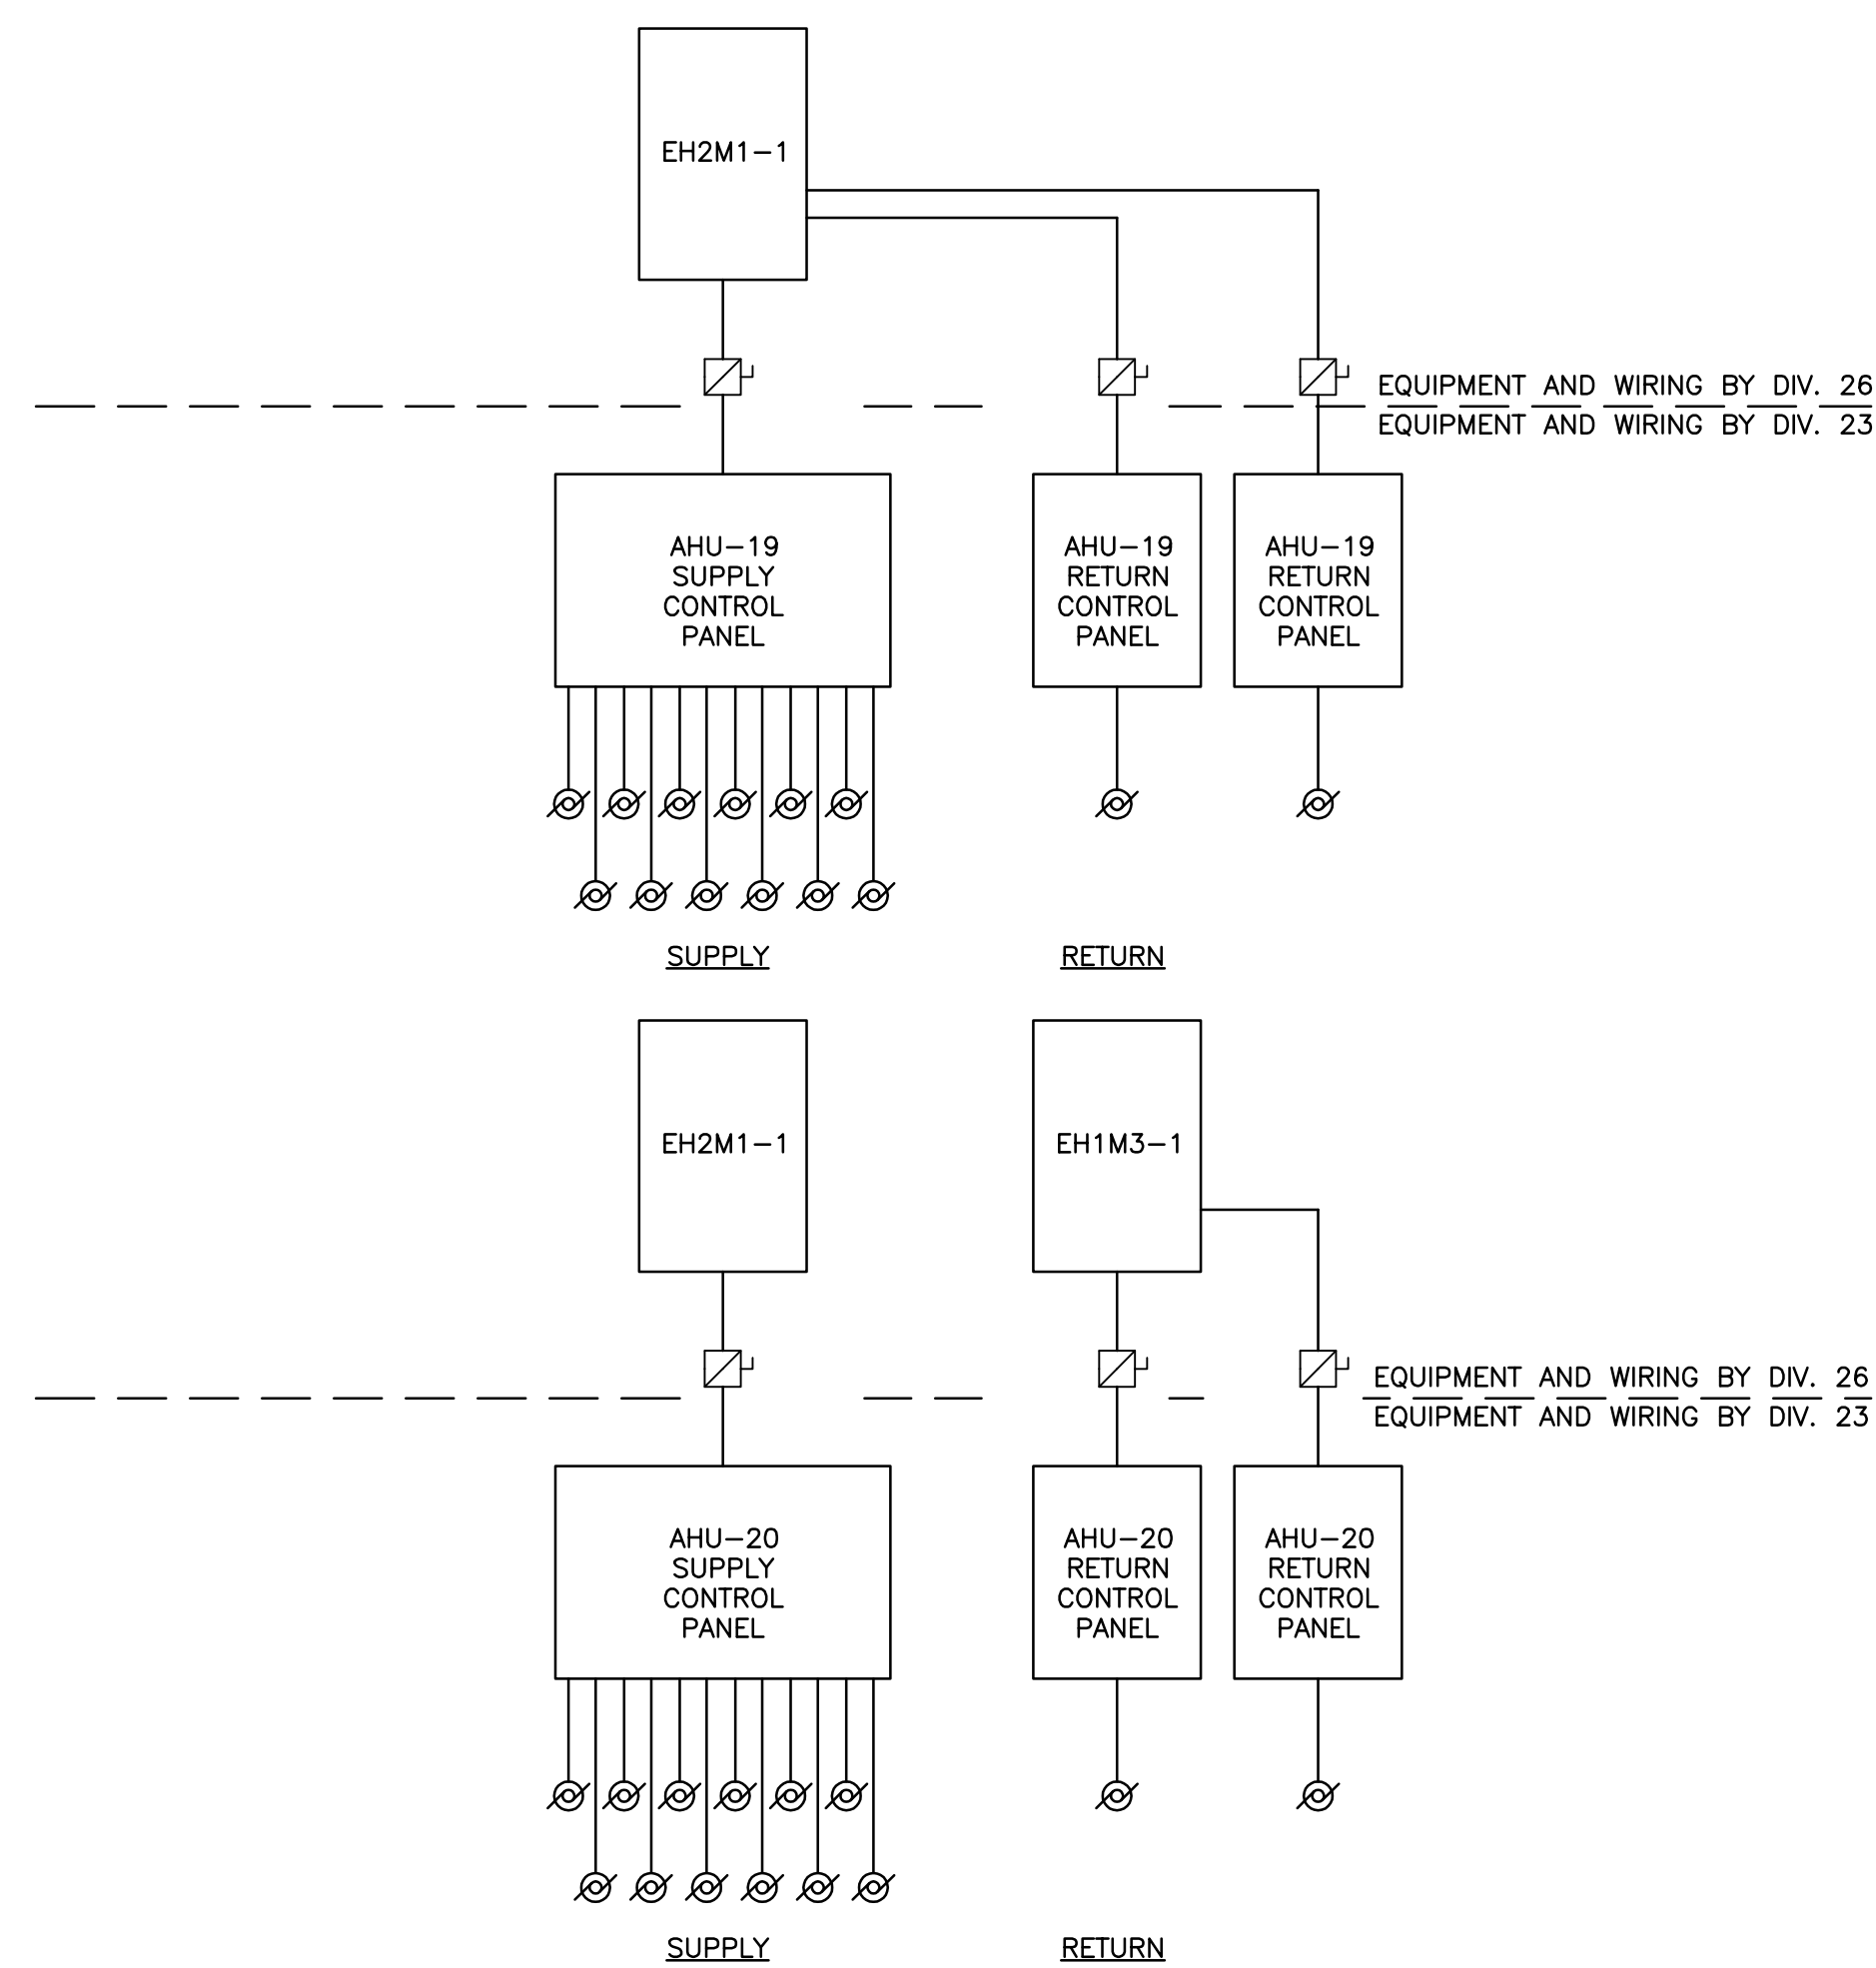 EH2M1-1
EQUIPMENT AND WIRING BY DIV. 26
EQUIPMENT AND WIRING BY DIV. 23
AHU-19
SUPPLY
CONTROL
PANEL
AHU-19
RETURN
CONTROL
PANEL
AHU-19
RETURN
CONTROL
PANEL
SUPPLY
RETURN
EH2M1-1
EH1M3-1
EQUIPMENT AND WIRING BY DIV. 26
EQUIPMENT AND WIRING BY DIV. 23
AHU-20
SUPPLY
CONTROL
PANEL
AHU-20
RETURN
CONTROL
PANEL
AHU-20
RETURN
CONTROL
PANEL
SUPPLY
RETURN